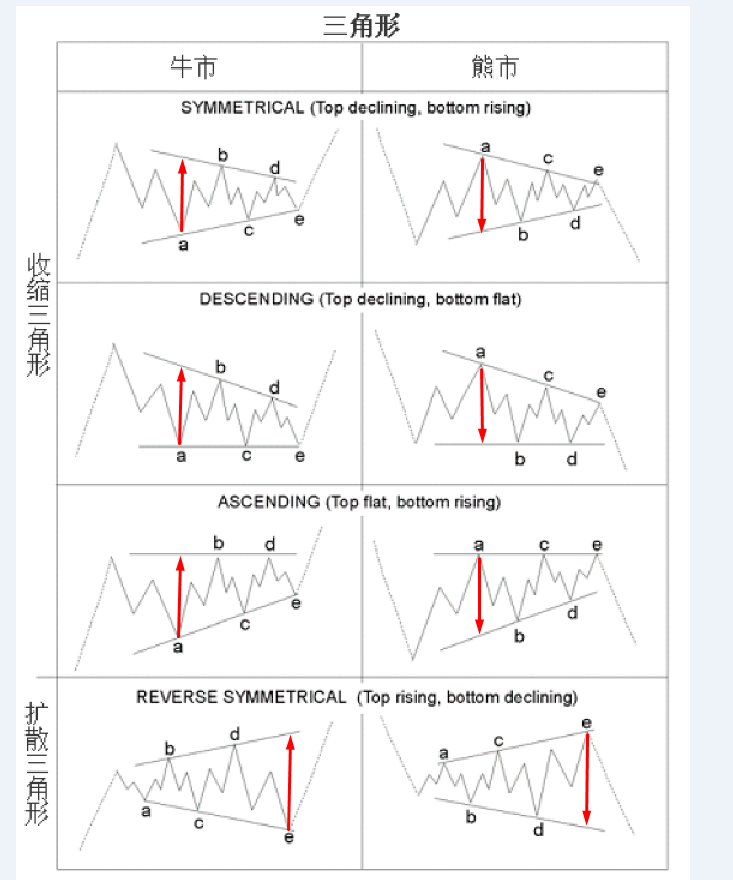 三角形
牛市 熊市
收缩三角形
SYMMETRICAL (Top declining, bottom rising)
b d a c e
a c e b d
DESCENDING (Top declining, bottom flat)
b d a c e
a c e b d
ASCENDING (Top flat, bottom rising)
b d e c a
a c e d b
扩散三角形
REVERSE SYMMETRICAL (Top rising, bottom declining)
d b a c e
e c a b d